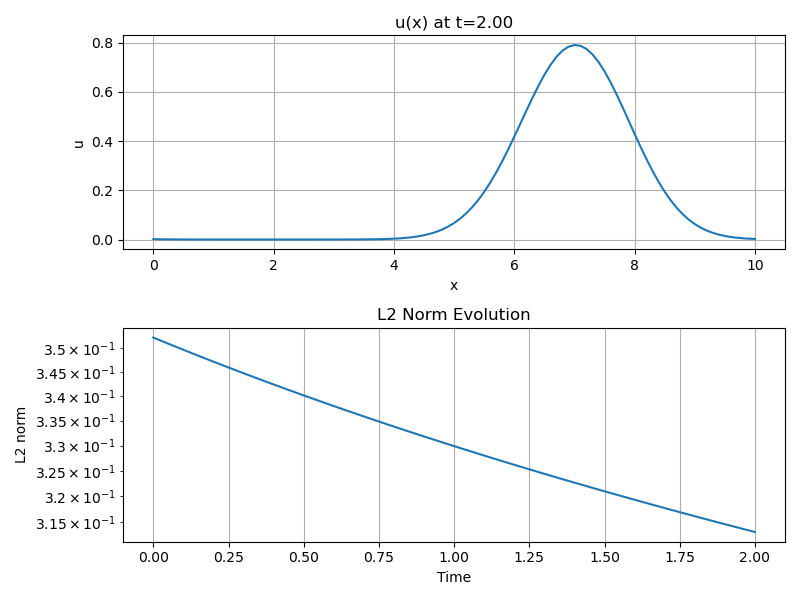 u(x) at t=2.00
0.8
0.6
0.4
0.2
0.0
u
0 2 4 6 8 10
x
L2 Norm Evolution
3.5 × 10⁻¹
3.45 × 10⁻¹
3.4 × 10⁻¹
3.35 × 10⁻¹
3.3 × 10⁻¹
3.25 × 10⁻¹
3.2 × 10⁻¹
3.15 × 10⁻¹
L2 norm
0.00 0.25 0.50 0.75 1.00 1.25 1.50 1.75 2.00
Time